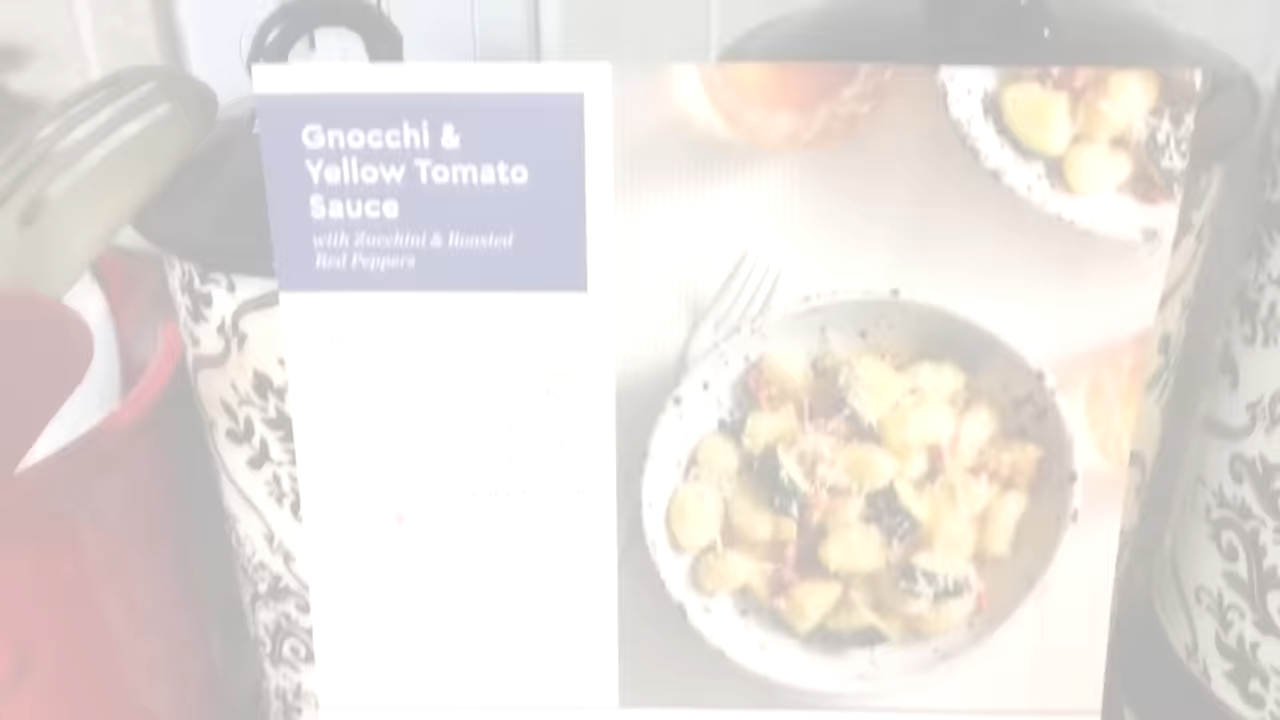 Gnocchi &
Yellow Tomato
Sauce
with Zucchini & Roasted
Red Peppers